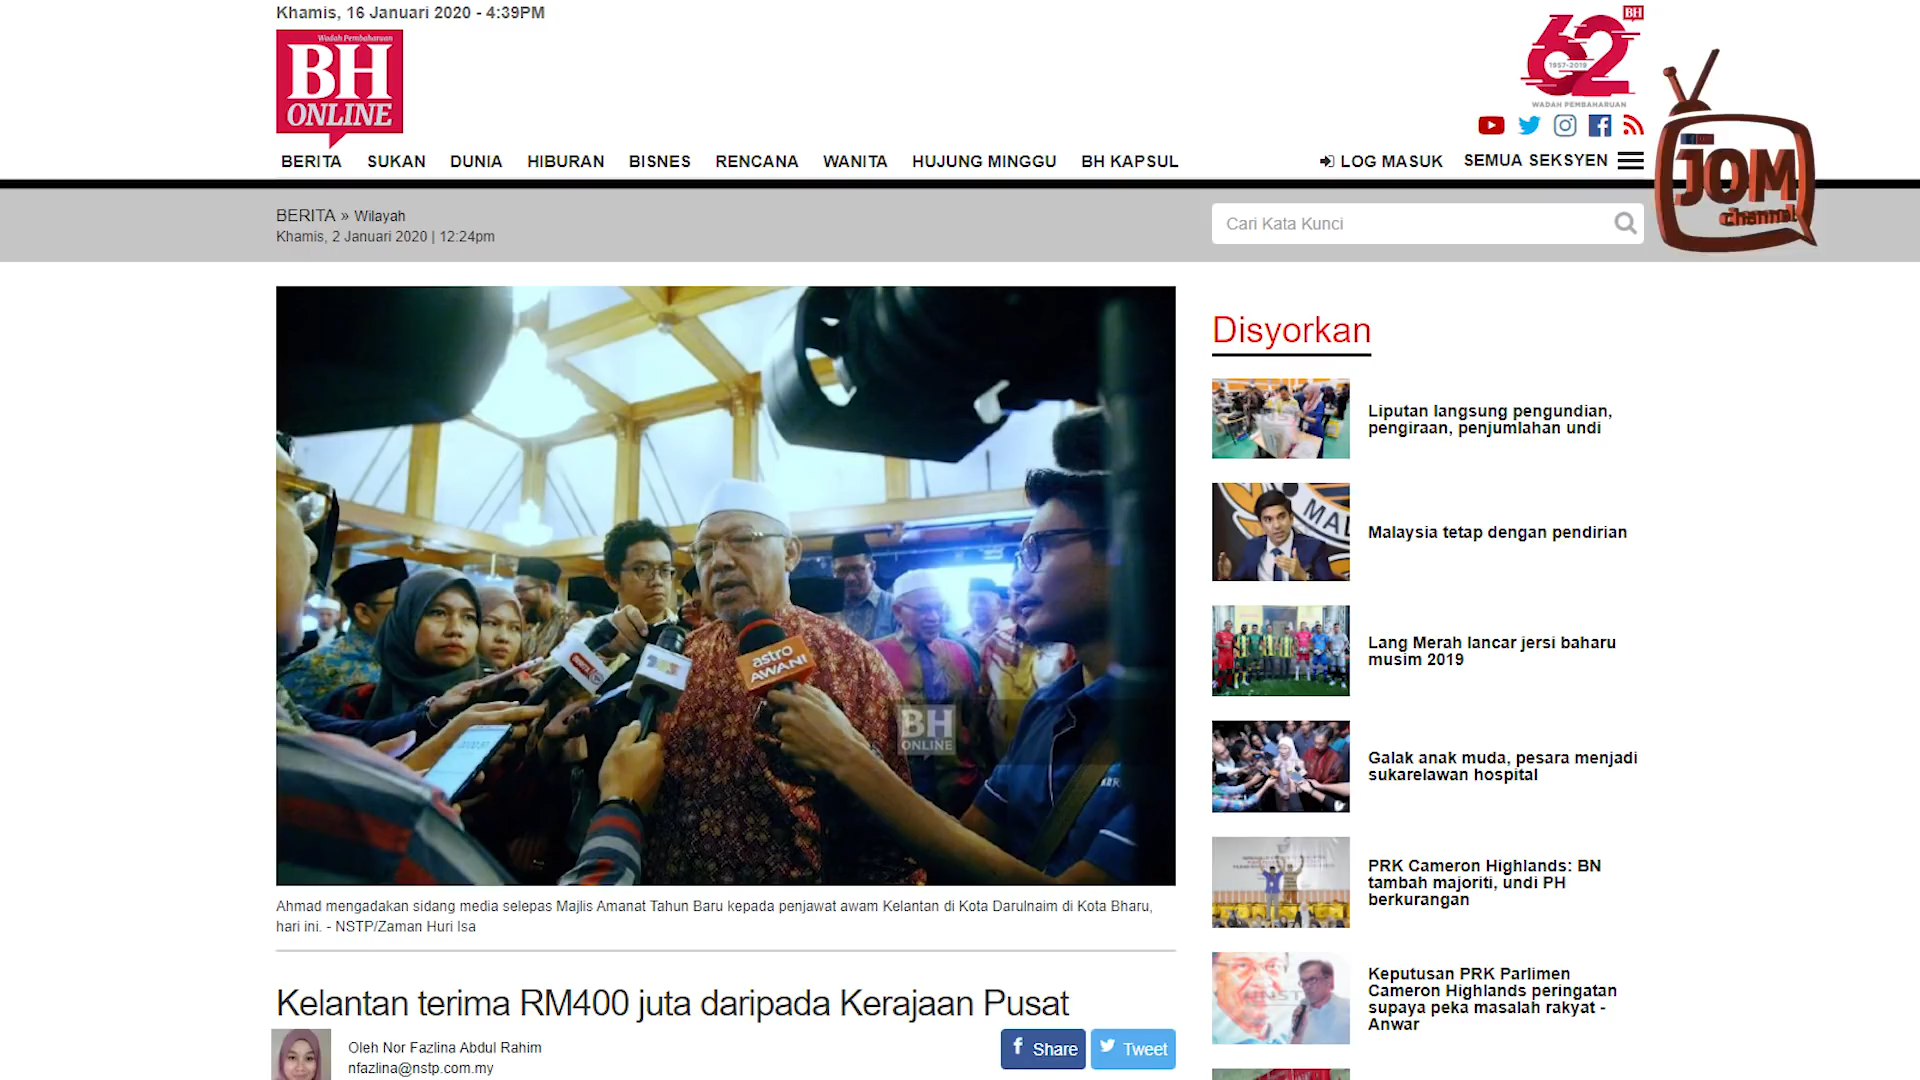 Khamis, 16 Januari 2020 - 4:39PM
Wadah Pembaharuan
BH
ONLINE
BH
62
1957-2019
WADAH PEMBAHARUAN
BERITA SUKAN DUNIA HIBURAN BISNES RENCANA WANITA HUJUNG MINGGU BH KAPSUL
LOG MASUK SEMUA SEKSYEN
JOM
channel
BERITA » Wilayah
Khamis, 2 Januari 2020 | 12:24pm
Cari Kata Kunci
astro
AWANI
BH
ONLINE
Ahmad mengadakan sidang media selepas Majlis Amanat Tahun Baru kepada penjawat awam Kelantan di Kota Darulnaim di Kota Bharu,
hari ini. - NSTP/Zaman Huri Isa
Kelantan terima RM400 juta daripada Kerajaan Pusat
Oleh Nor Fazlina Abdul Rahim
nfazlina@nstp.com.my
Share
Tweet
Disyorkan
Liputan langsung pengundian,
pengiraan, penjumlahan undi
MAL
Malaysia tetap dengan pendirian
Lang Merah lancar jersi baharu
musim 2019
Galak anak muda, pesara menjadi
sukarelawan hospital
PRK Cameron Highlands: BN
tambah majoriti, undi PH
berkurangan
Keputusan PRK Parlimen
Cameron Highlands peringatan
supaya peka masalah rakyat -
Anwar